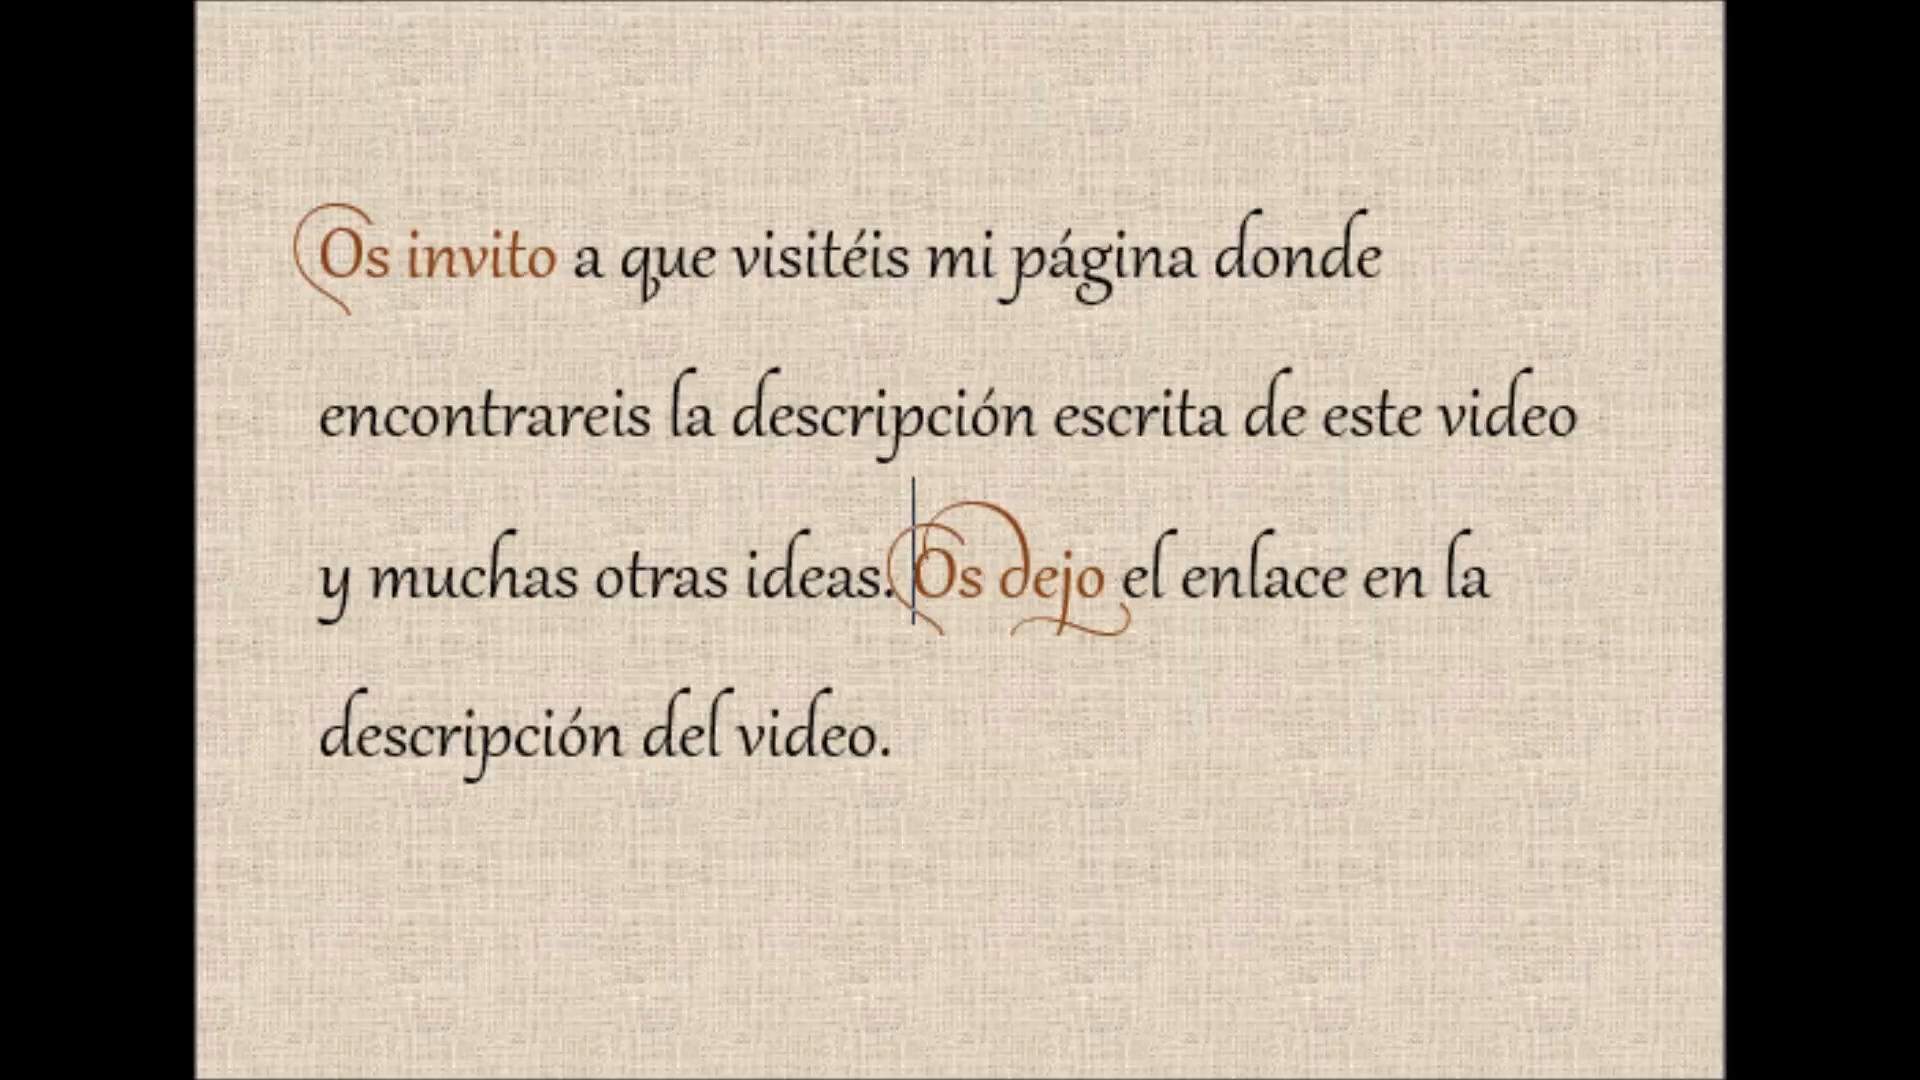 Os invito a que visitéis mi página donde
encontrareis la descripción escrita de este video
y muchas otras ideas. Os dejo el enlace en la
descripción del video.